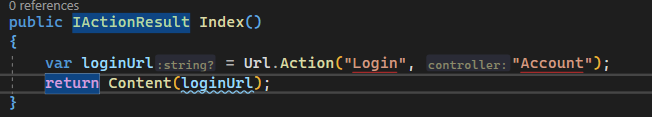 0 references
public IActionResult Index()
{
var loginUrl:string? = Url.Action("Login", controller:"Account");
return Content(loginUrl);
}